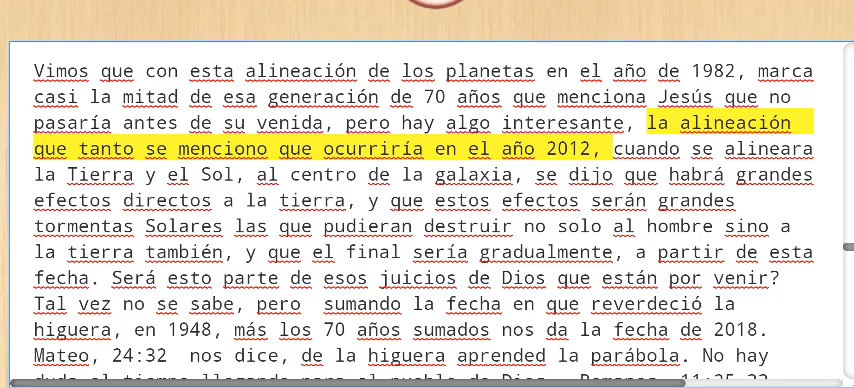 Vimos que con esta alineación de los planetas en el año de 1982, marca
casi la mitad de esa generación de 70 años que menciona Jesús que no
pasaría antes de su venida, pero hay algo interesante, la alineación
que tanto se menciono que ocurriría en el año 2012, cuando se alineara
la Tierra y el Sol, al centro de la galaxia, se dijo que habrá grandes
efectos directos a la tierra, y que estos efectos serán grandes
tormentas Solares las que pudieran destruir no solo al hombre sino a
la tierra también, y que el final sería gradualmente, a partir de esta
fecha. Será esto parte de esos juicios de Dios que están por venir?
Tal vez no se sabe, pero  sumando la fecha en que reverdeció la
higuera, en 1948, más los 70 años sumados nos da la fecha de 2018.
Mateo, 24:32  nos dice, de la higuera aprended la parábola. No hay